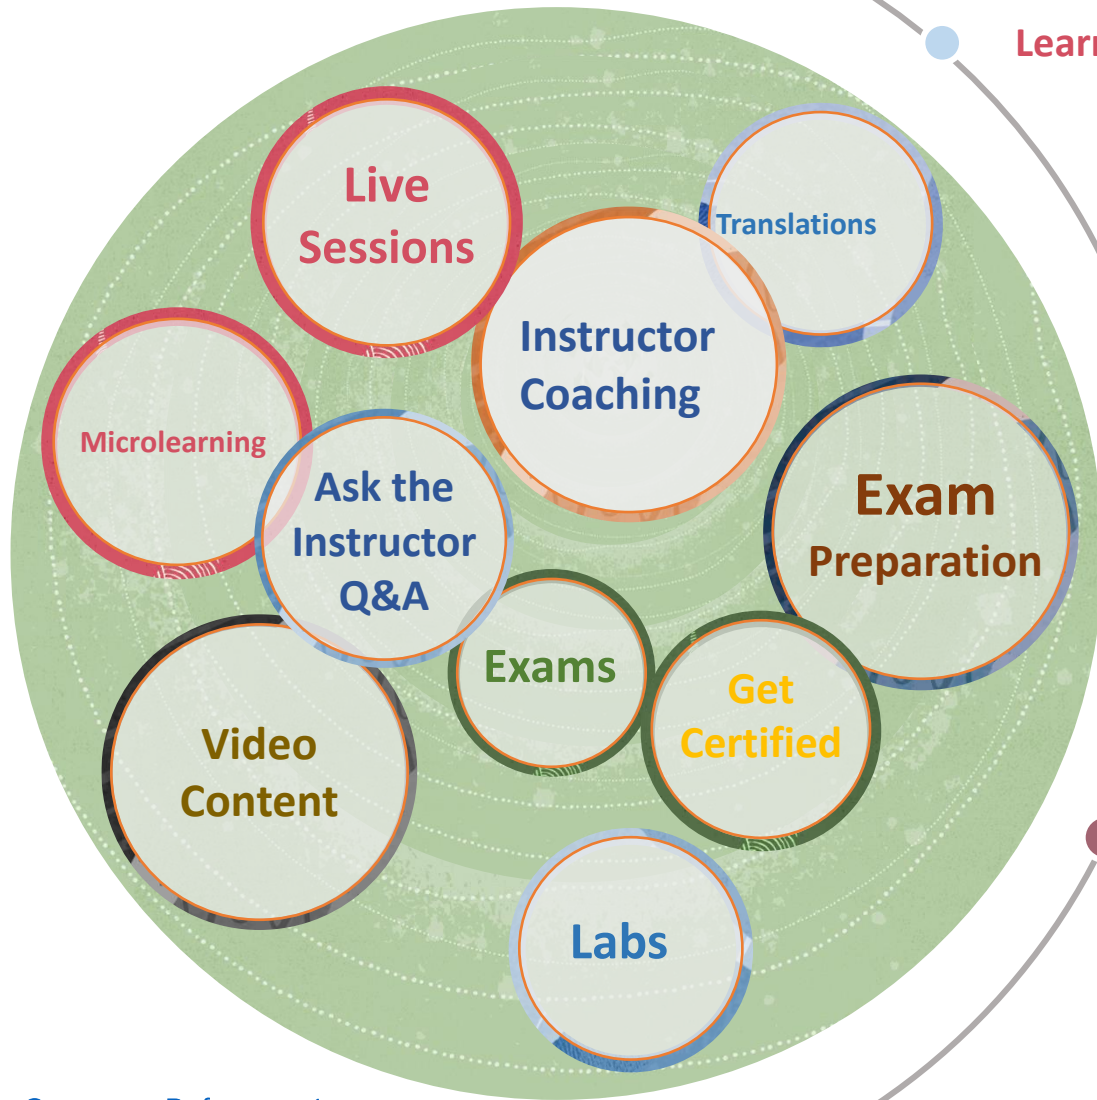 Live
Sessions
Translations
Instructor
Coaching
Microlearning
Ask the
Instructor
Q&A
Exam
Preparation
Exams
Get
Certified
Video
Content
Labs